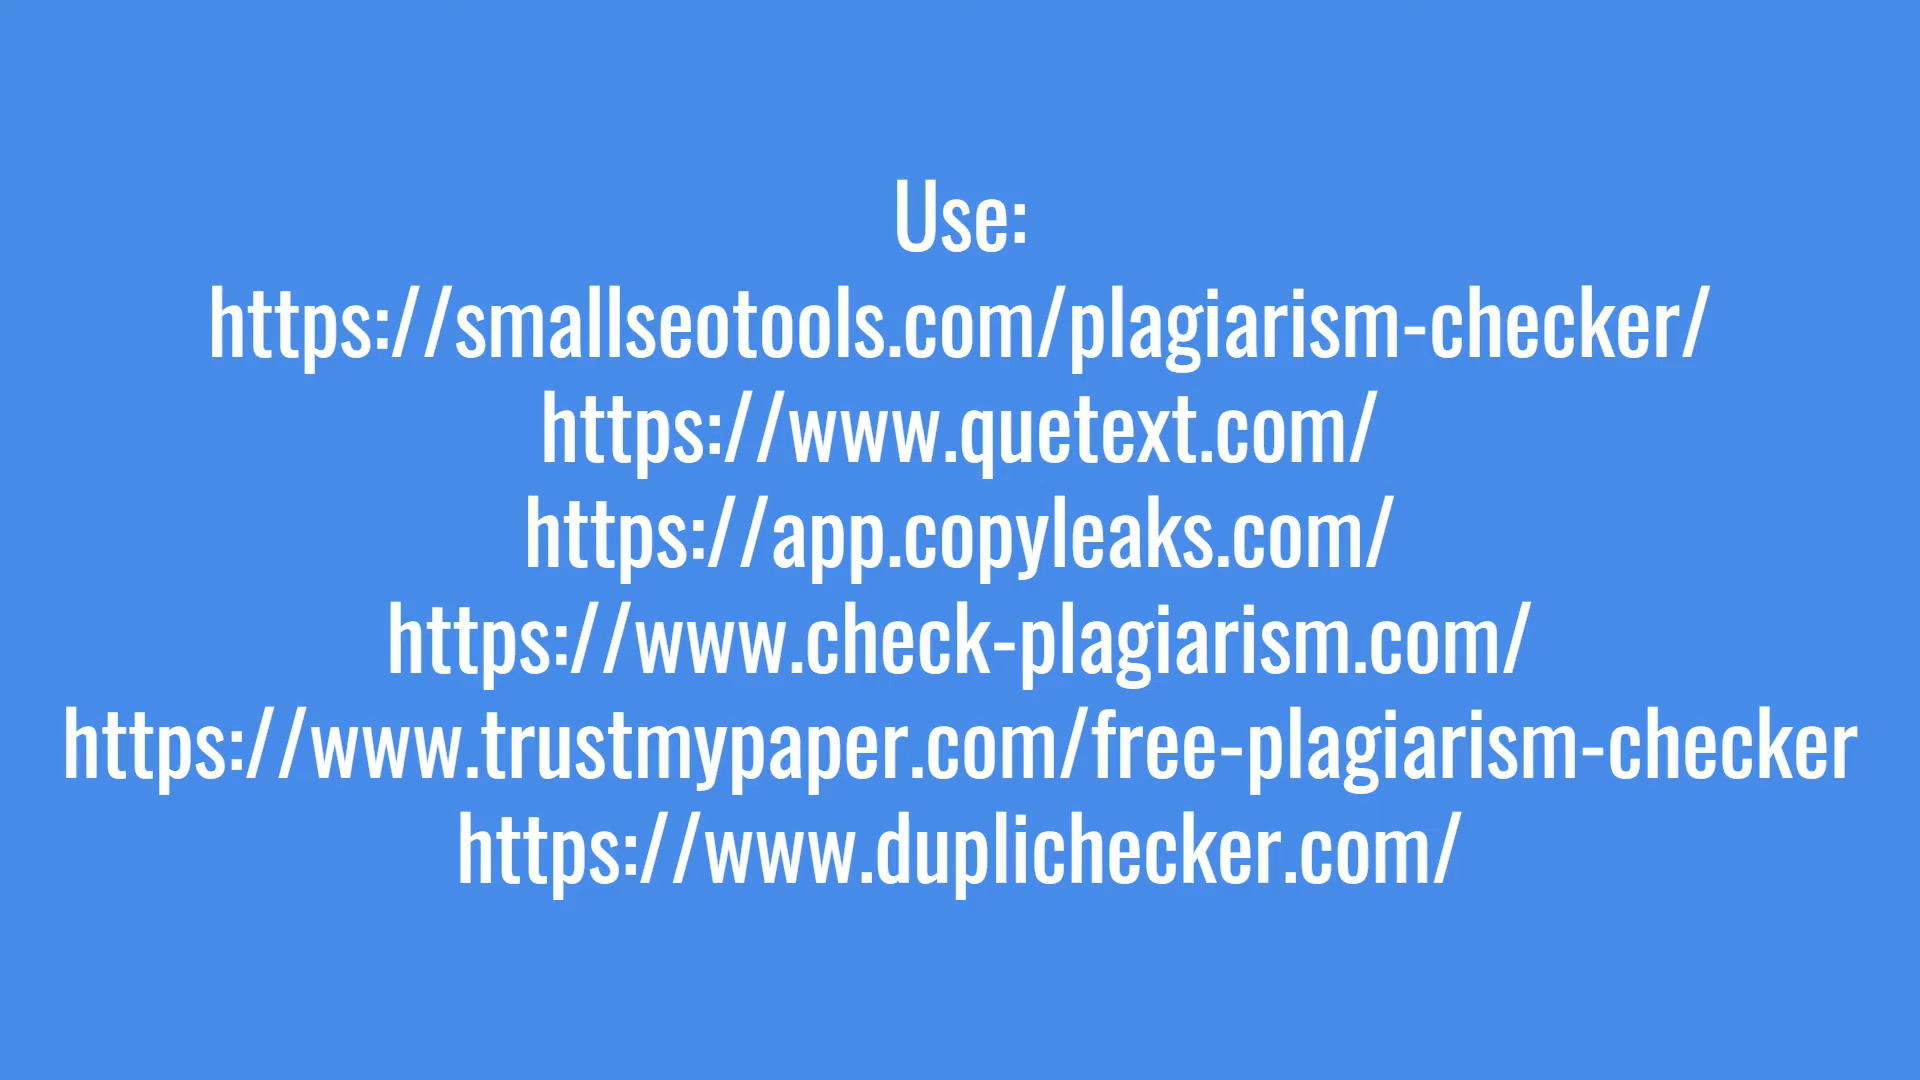 Use:
https://smallseotools.com/plagiarism-checker/
https://www.quetext.com/
https://app.copyleaks.com/
https://www.check-plagiarism.com/
https://www.trustmypaper.com/free-plagiarism-checker
https://www.duplichecker.com/